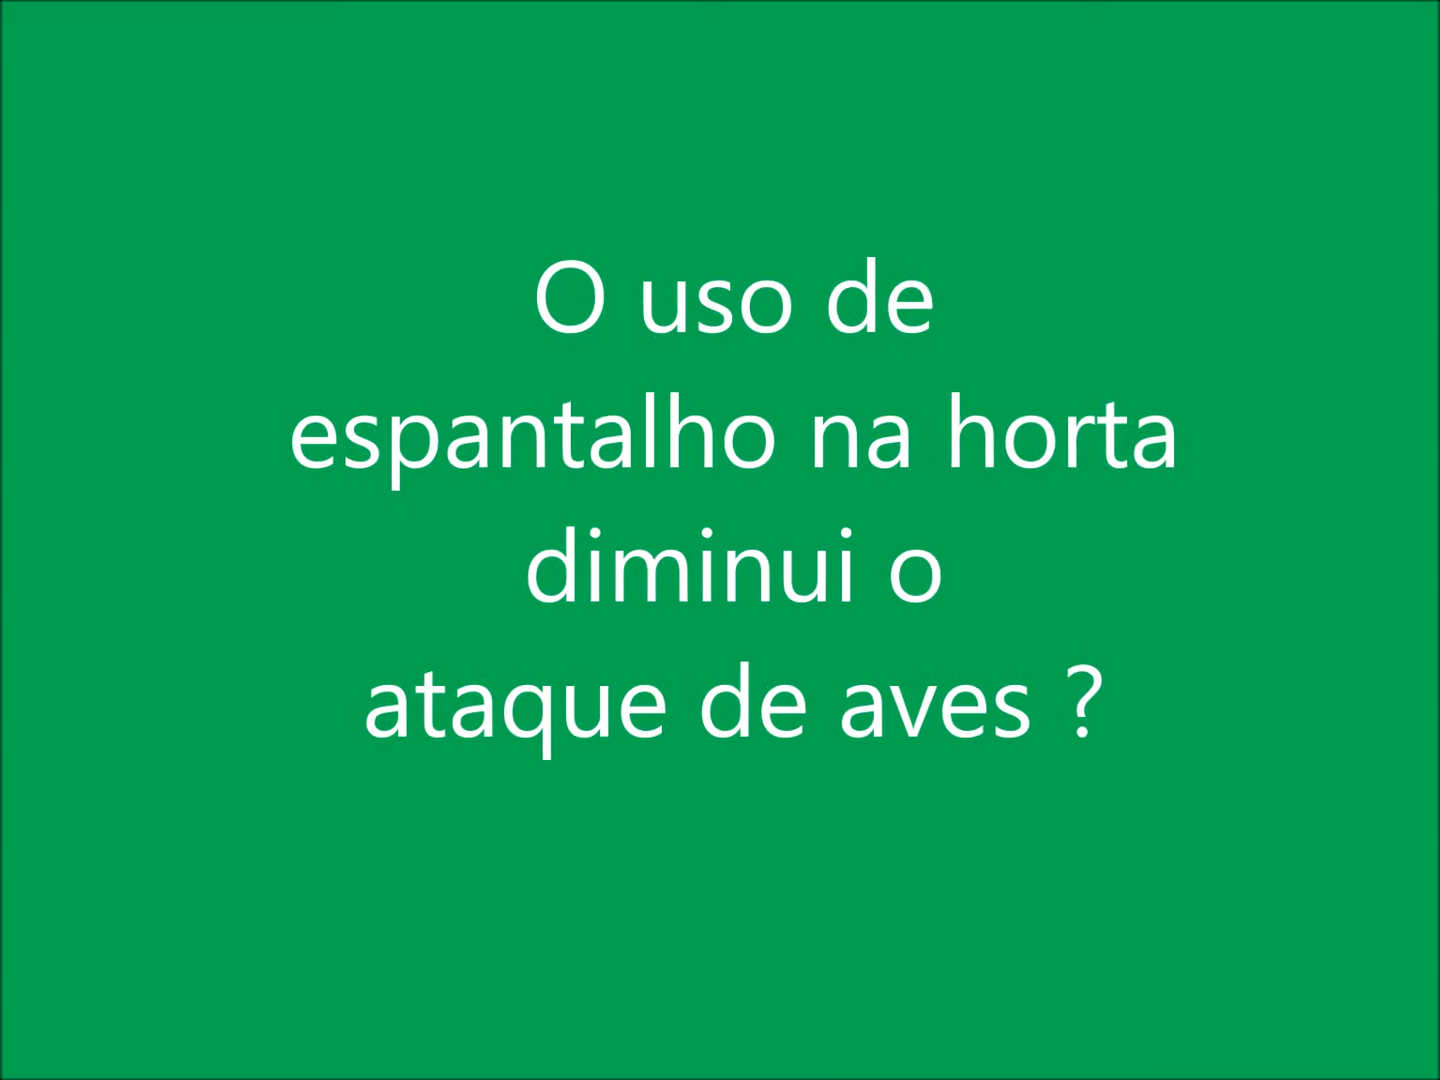 O uso de
espantalho na horta
diminui o
ataque de aves ?